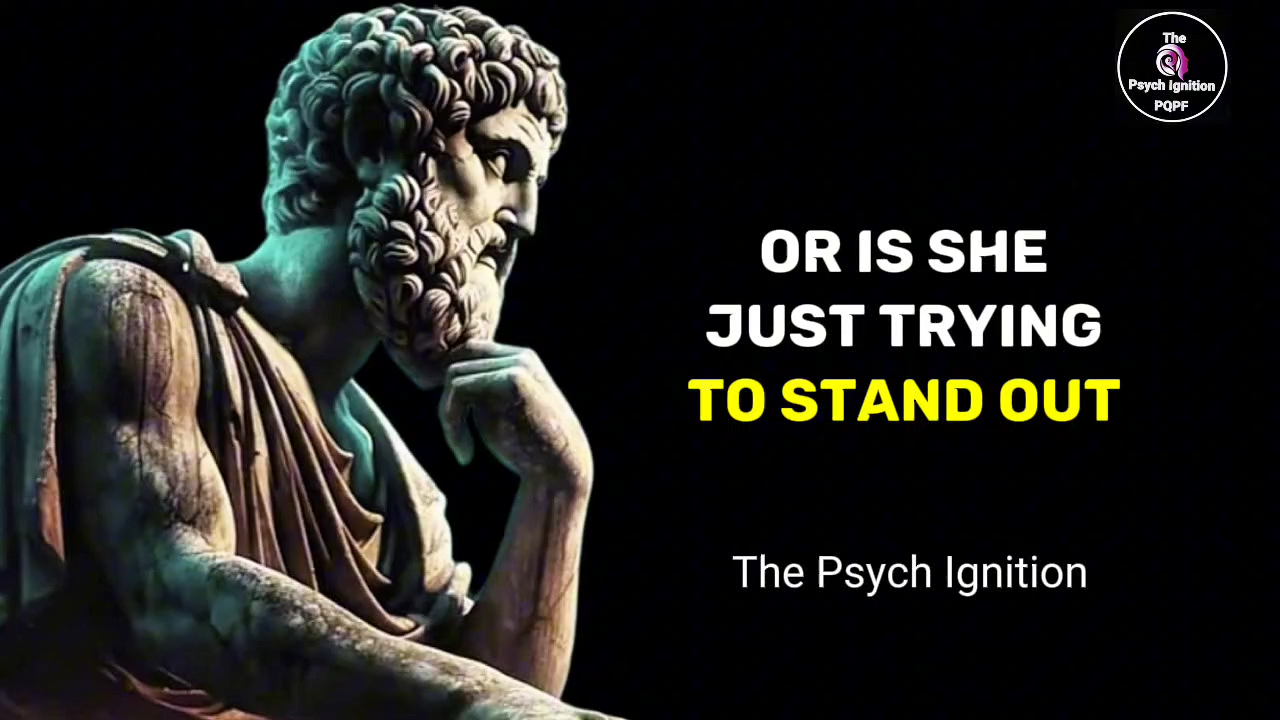 The
Psych Ignition
PQPF
OR IS SHE
JUST TRYING
TO STAND OUT
The Psych Ignition